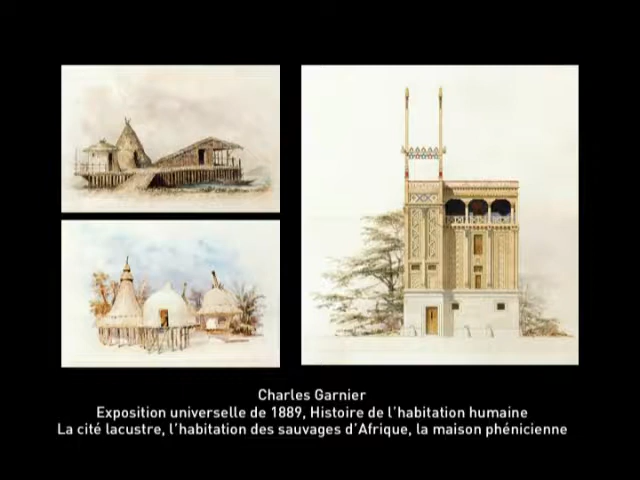 Charles Garnier
Exposition universelle de 1889, Histoire de l'habitation humaine
La cité lacustre, l'habitation des sauvages d'Afrique, la maison phénicienne